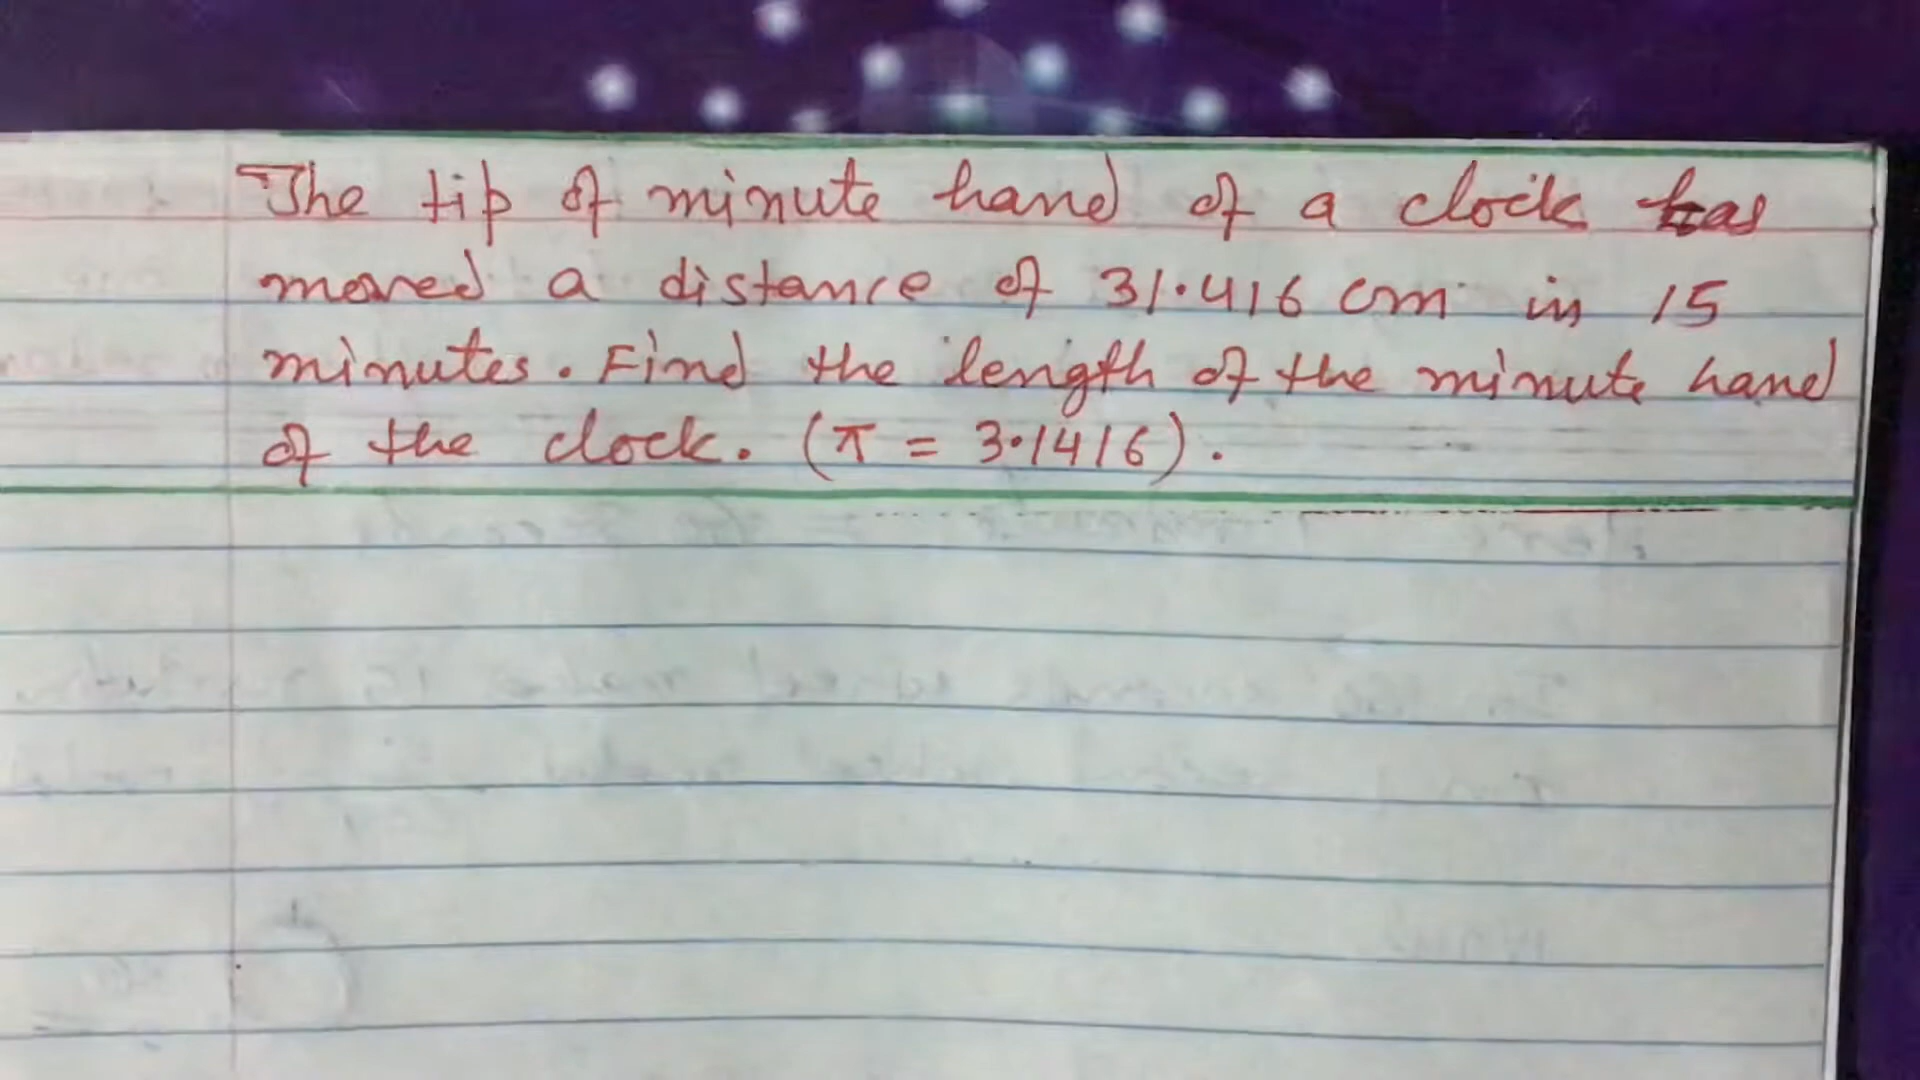 The tip of minute hand of a clock has
moved a distance of 31.416 cm in 15
minutes. Find the length of the minute hand
of the clock. (π = 3.1416).